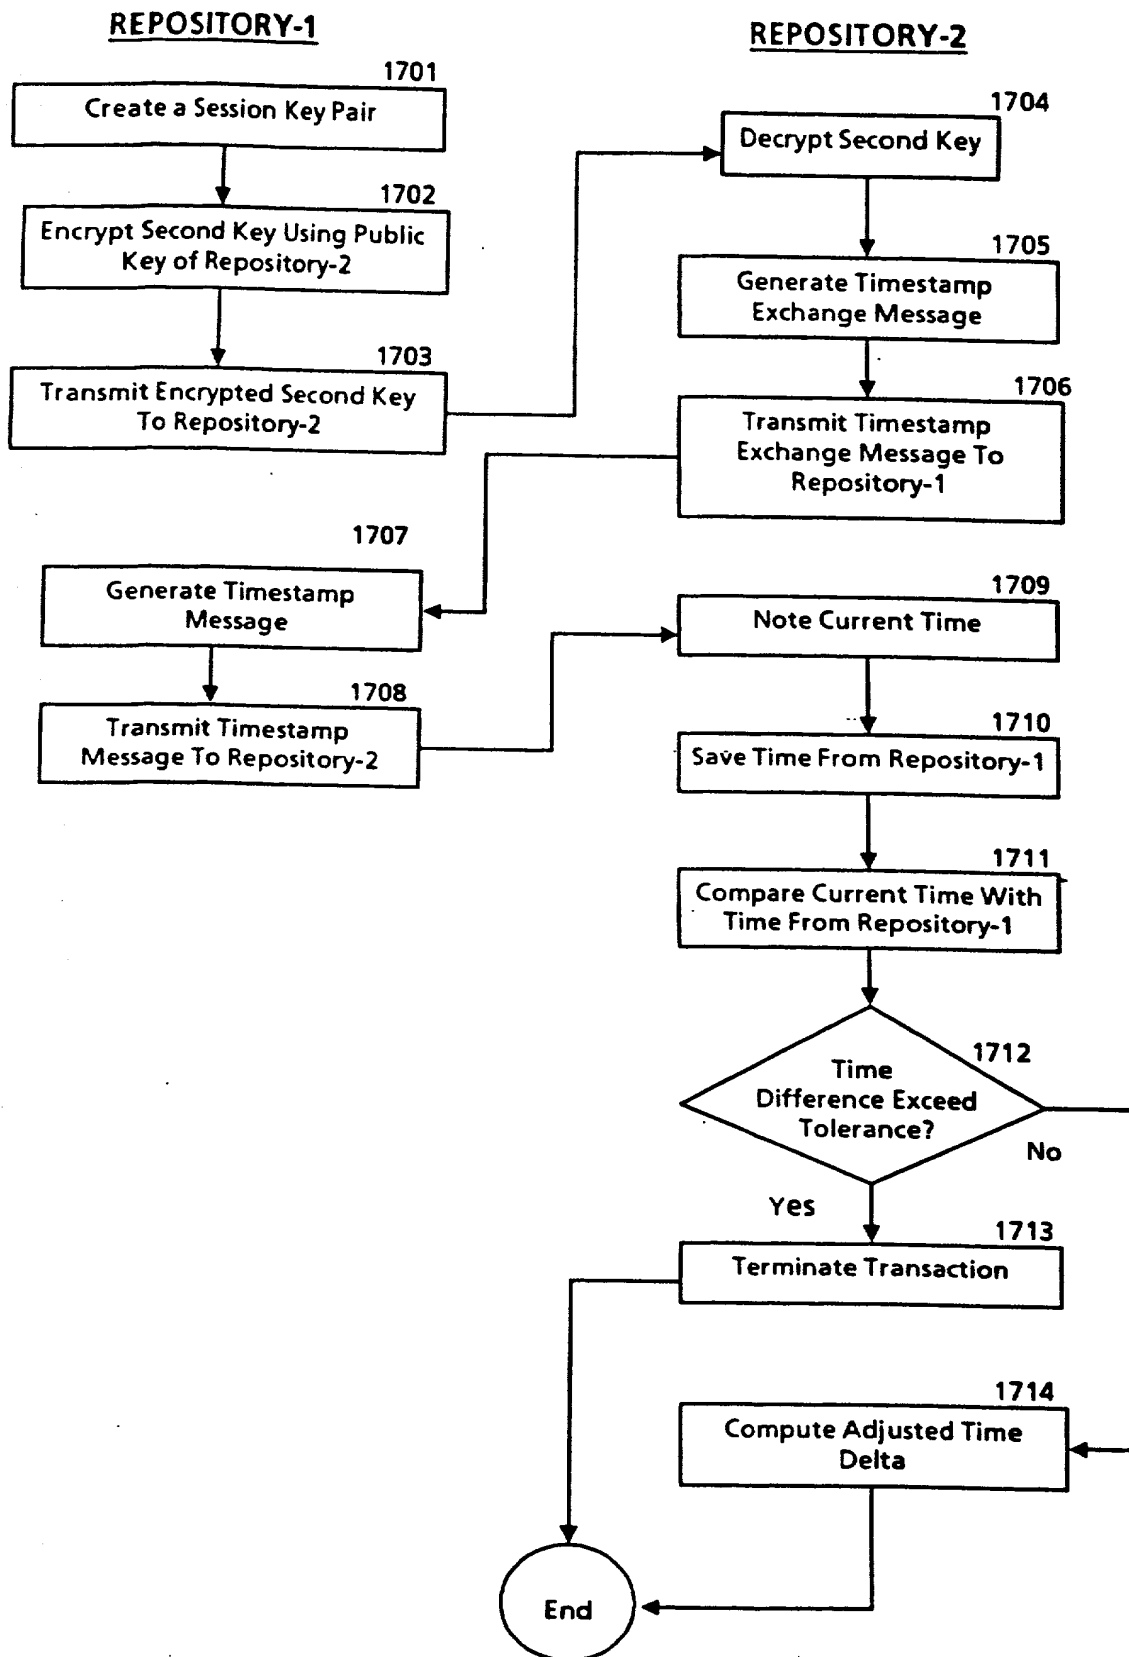 REPOSITORY-1
1701
Create a Session Key Pair
1702
Encrypt Second Key Using Public
Key of Repository-2
1703
Transmit Encrypted Second Key
To Repository-2
REPOSITORY-2
1704
Decrypt Second Key
1705
Generate Timestamp
Exchange Message
1706
Transmit Timestamp
Exchange Message To
Repository-1
1707
Generate Timestamp
Message
1708
Transmit Timestamp
Message To Repository-2
1709
Note Current Time
1710
Save Time From Repository-1
1711
Compare Current Time With
Time From Repository-1
1712
Time
Difference Exceed
Tolerance?
No
Yes
1713
Terminate Transaction
1714
Compute Adjusted Time
Delta
End